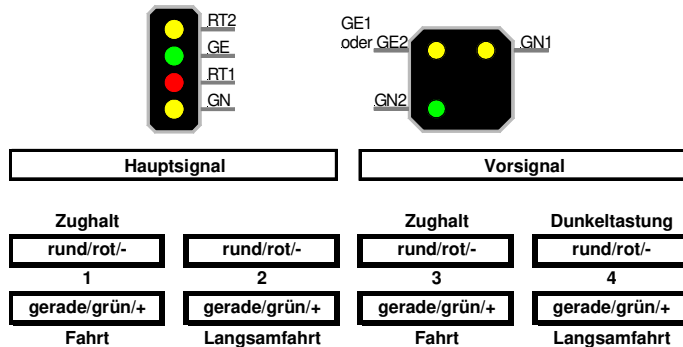 RT2
GE
RT1
GN
GE1
oder GE2
GN1
GN2
Hauptsignal
Vorsignal
Zughalt
Zughalt
Dunkeltastung
rund/rot/-
rund/rot/-
rund/rot/-
rund/rot/-
1
2
3
4
gerade/grün/+
gerade/grün/+
gerade/grün/+
gerade/grün/+
Fahrt
Langsamfahrt
Fahrt
Langsamfahrt